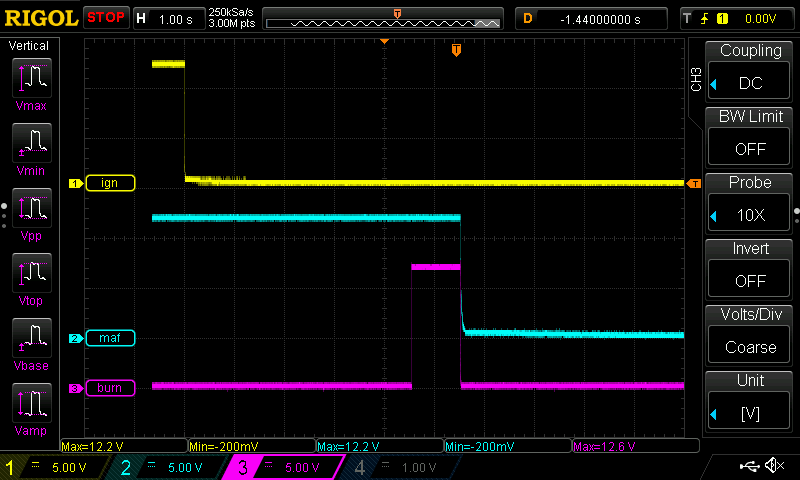 RIGOL STOP H 1.00 s 250kSa/s 3.00M pts T D -1.44000000 s T 1 0.00V
Vertical
Vmax
Vmin
Vpp
Vtop
Vbase
Vamp
T
1 ign
T
2 maf
3 burn
CH3
Coupling
DC
BW Limit
OFF
Probe
10X
Invert
OFF
Volts/Div
Coarse
Unit
[V]
Max=12.2 V Min=-200mV Max=12.2 V Min=-200mV Max=12.6 V
1 5.00 V 2 5.00 V 3 5.00 V 4 1.00 V